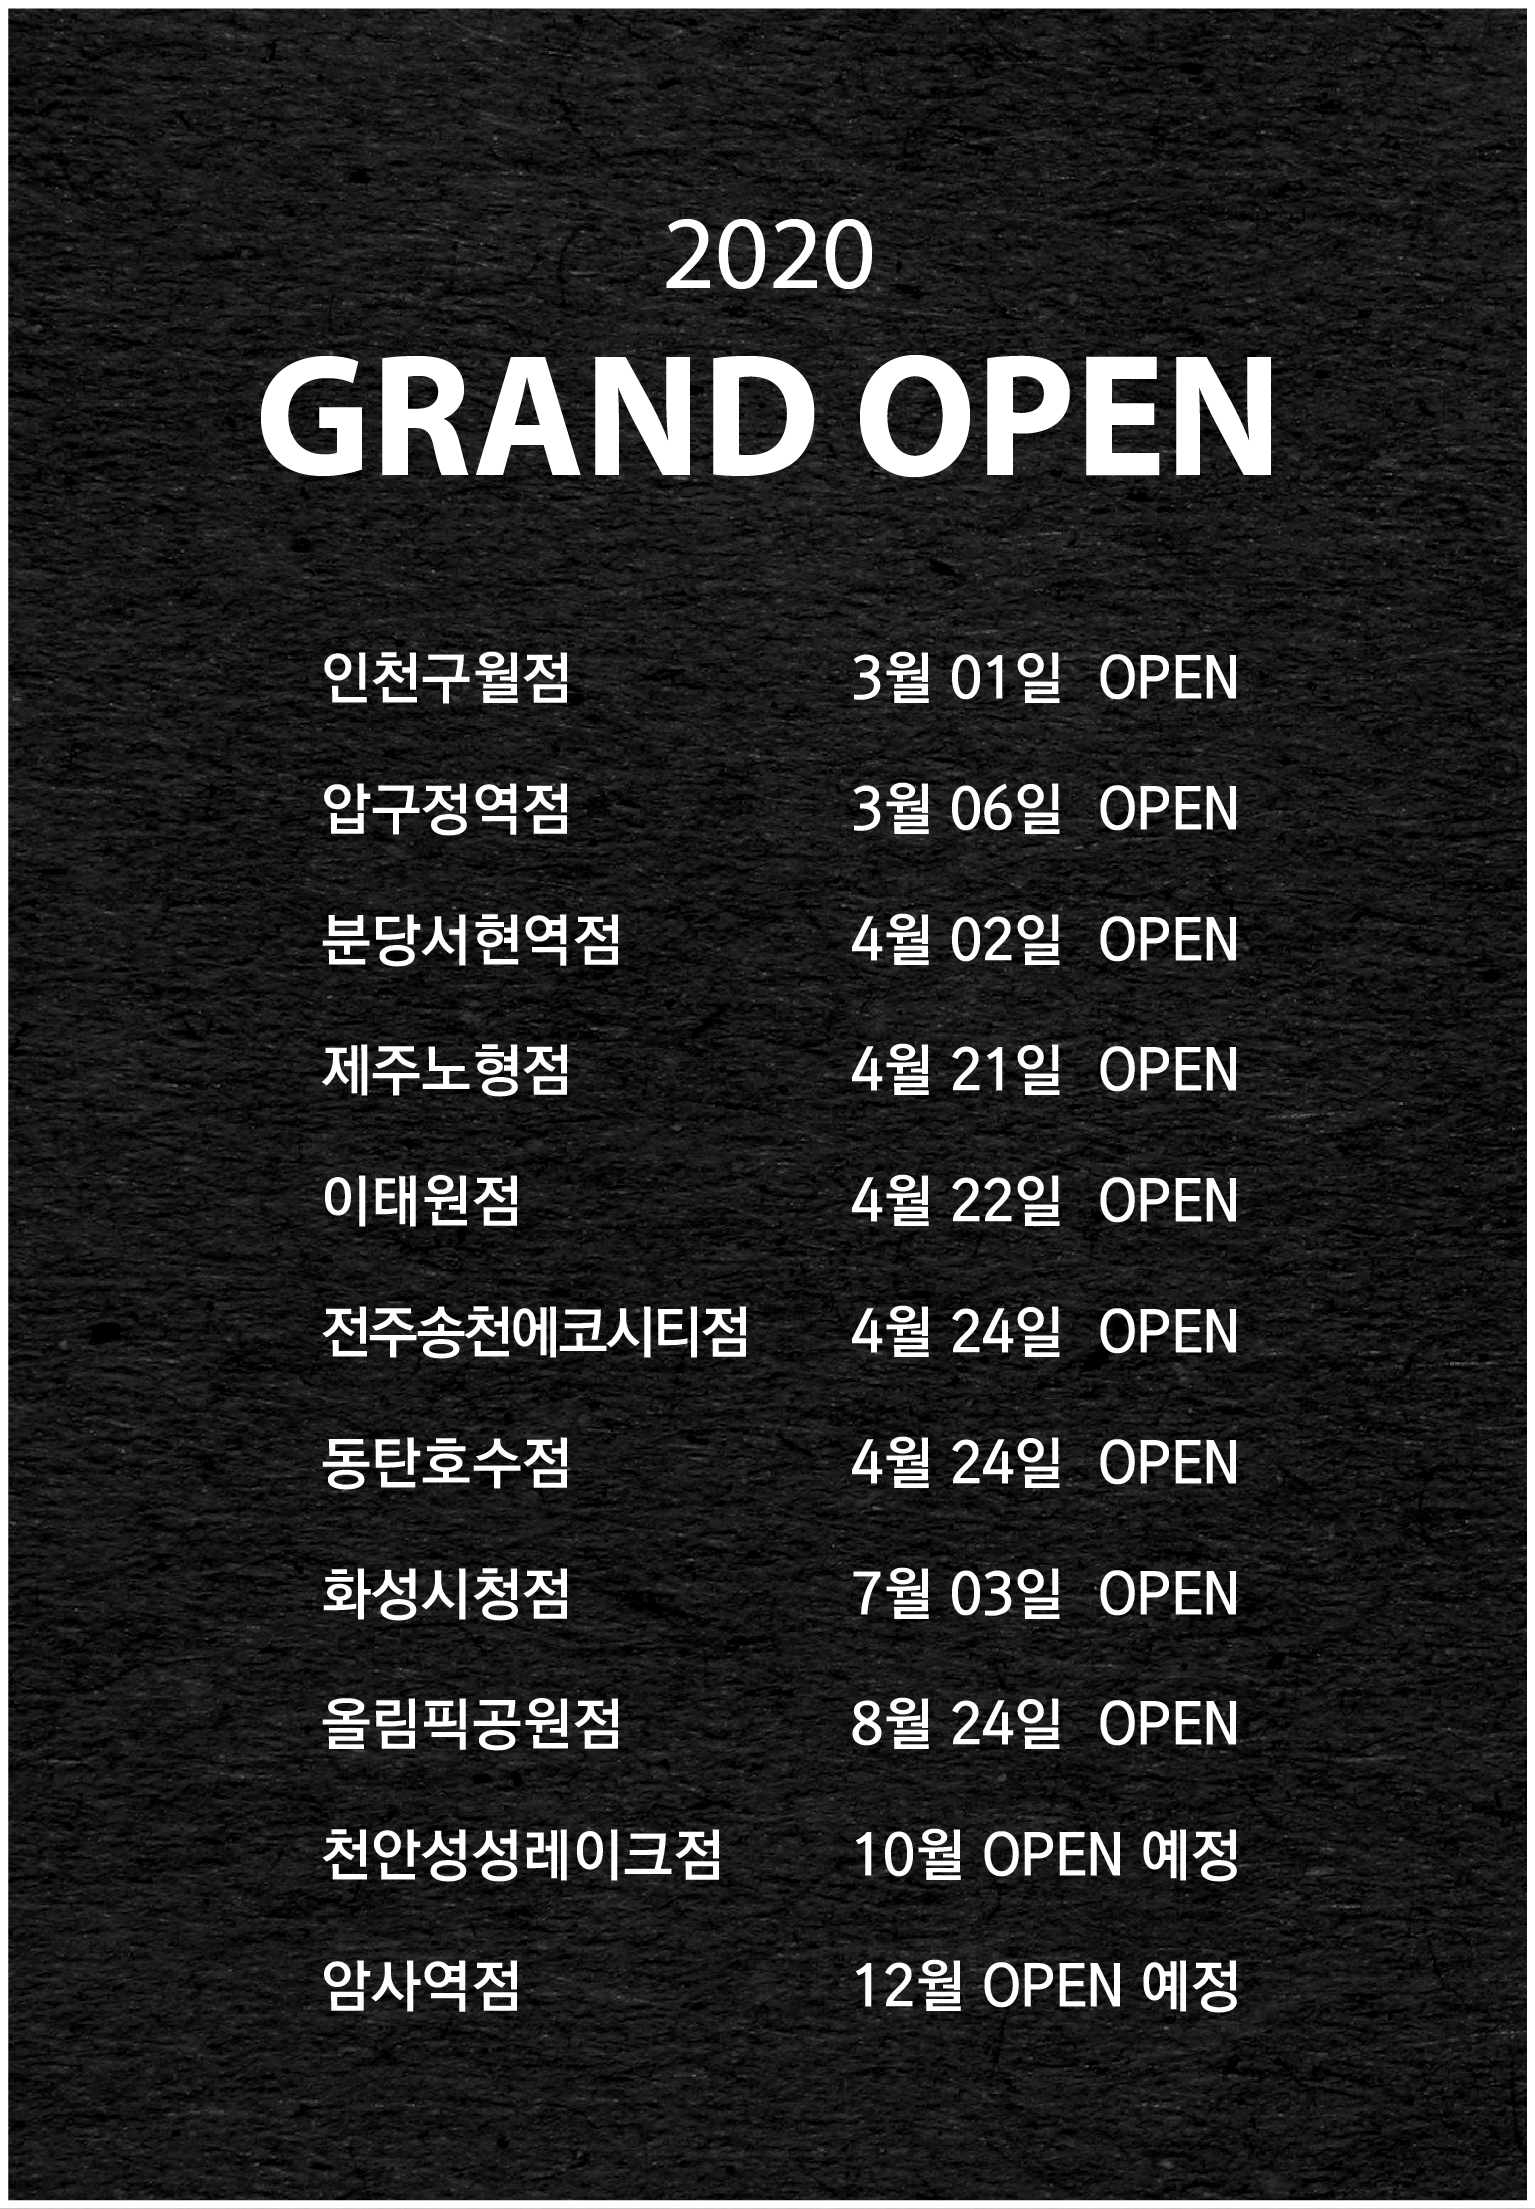 2020
GRAND OPEN
인천구월점 3월 01일 OPEN
압구정역점 3월 06일 OPEN
분당서현역점 4월 02일 OPEN
제주노형점 4월 21일 OPEN
이태원점 4월 22일 OPEN
전주송천에코시티점 4월 24일 OPEN
동탄호수점 4월 24일 OPEN
화성시청점 7월 03일 OPEN
올림픽공원점 8월 24일 OPEN
천안성성레이크점 10월 OPEN 예정
암사역점 12월 OPEN 예정